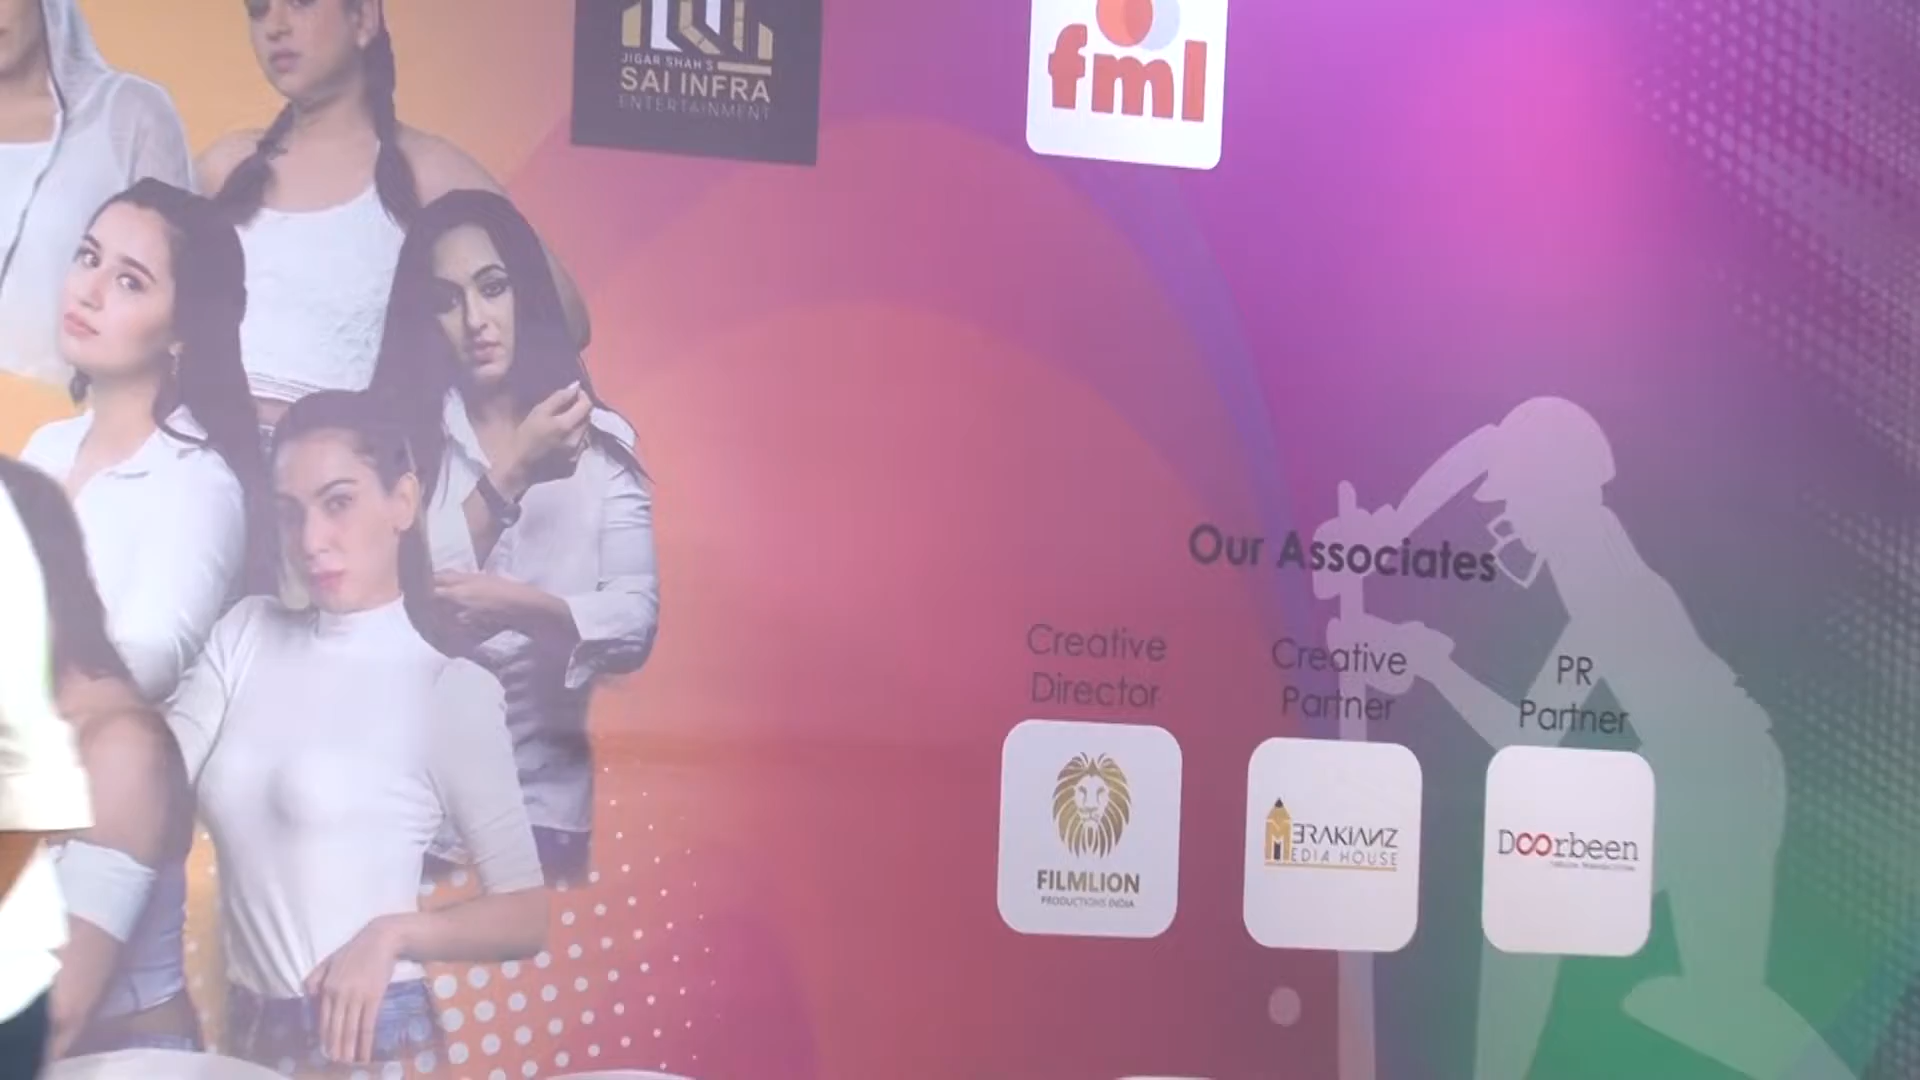 JIGAR SHAH'S
SAI INFRA
ENTERTAINMENT
fml
Our Associates
Creative
Director
Creative
Partner
PR
Partner
FILMLION
PRODUCTIONS INDIA
MERAKIANZ
MEDIA HOUSE
Doorbeen